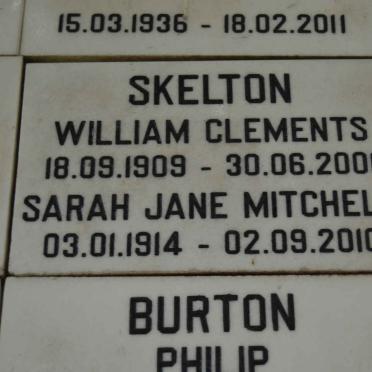 15.03.1936 - 18.02.2011
SKELTON
WILLIAM CLEMENTS
18.09.1909 - 30.06.200
SARAH JANE MITCHEL
03.01.1914 - 02.09.2010
BURTON
PHILIP